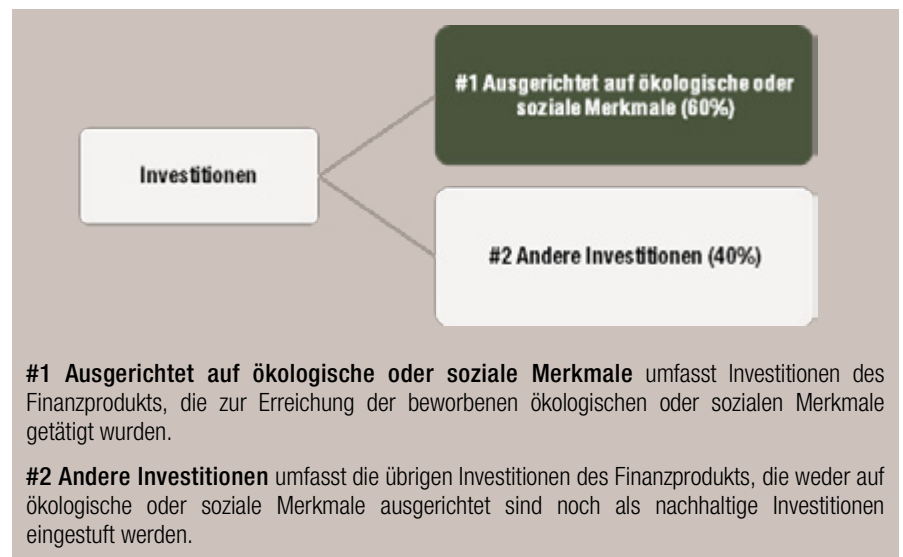 #1 Ausgerichtet auf ökologische oder
soziale Merkmale (60%)
Investitionen
#2 Andere Investitionen (40%)
#1 Ausgerichtet auf ökologische oder soziale Merkmale umfasst Investitionen des
Finanzprodukts, die zur Erreichung der beworbenen ökologischen oder sozialen Merkmale
getätigt wurden.
#2 Andere Investitionen umfasst die übrigen Investitionen des Finanzprodukts, die weder auf
ökologische oder soziale Merkmale ausgerichtet sind noch als nachhaltige Investitionen
eingestuft werden.